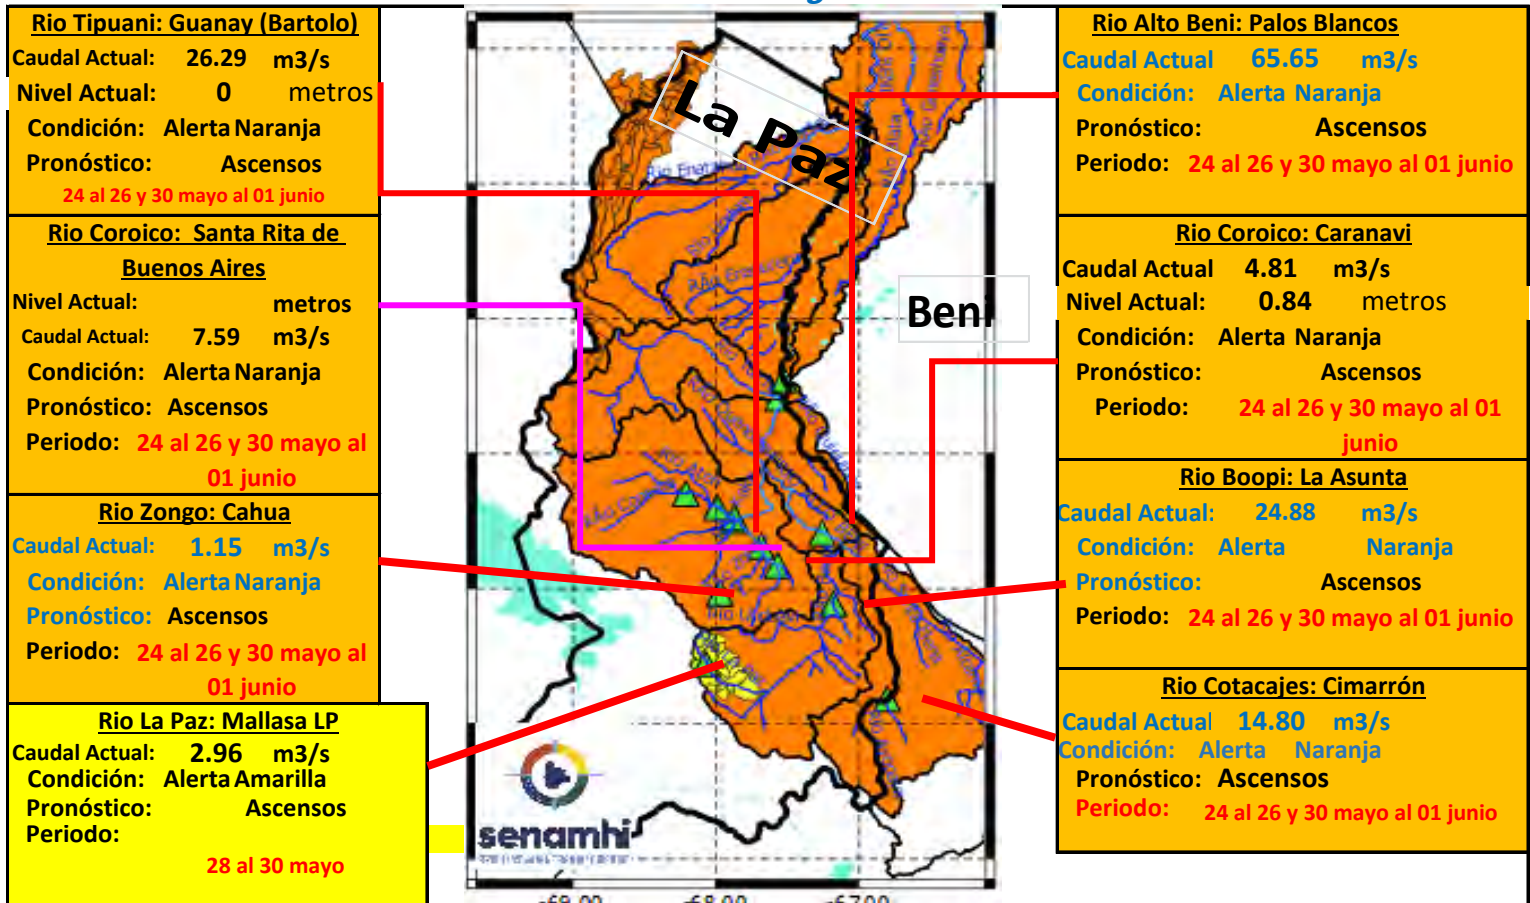 Rio Tipuani: Guanay (Bartolo)
Caudal Actual: 26.29 m3/s
Nivel Actual: 0 metros
Condición: Alerta Naranja
Pronóstico: Ascensos
24 al 26 y 30 mayo al 01 junio
Rio Coroico: Santa Rita de
Buenos Aires
Nivel Actual: metros
Caudal Actual: 7.59 m3/s
Condición: Alerta Naranja
Pronóstico: Ascensos
Periodo: 24 al 26 y 30 mayo al
01 junio
Rio Zongo: Cahua
Caudal Actual: 1.15 m3/s
Condición: Alerta Naranja
Pronóstico: Ascensos
Periodo: 24 al 26 y 30 mayo al
01 junio
Rio La Paz: Mallasa LP
Caudal Actual: 2.96 m3/s
Condición: Alerta Amarilla
Pronóstico: Ascensos
Periodo:
28 al 30 mayo
La Paz
Beni
senamhi
-69.00 -68.00 -67.00
Rio Alto Beni: Palos Blancos
Caudal Actual 65.65 m3/s
Condición: Alerta Naranja
Pronóstico: Ascensos
Periodo: 24 al 26 y 30 mayo al 01 junio
Rio Coroico: Caranavi
Caudal Actual 4.81 m3/s
Nivel Actual: 0.84 metros
Condición: Alerta Naranja
Pronóstico: Ascensos
Periodo: 24 al 26 y 30 mayo al 01
junio
Rio Boopi: La Asunta
Caudal Actual: 24.88 m3/s
Condición: Alerta Naranja
Pronóstico: Ascensos
Periodo: 24 al 26 y 30 mayo al 01 junio
Rio Cotacajes: Cimarrón
Caudal Actual 14.80 m3/s
Condición: Alerta Naranja
Pronóstico: Ascensos
Periodo: 24 al 26 y 30 mayo al 01 junio